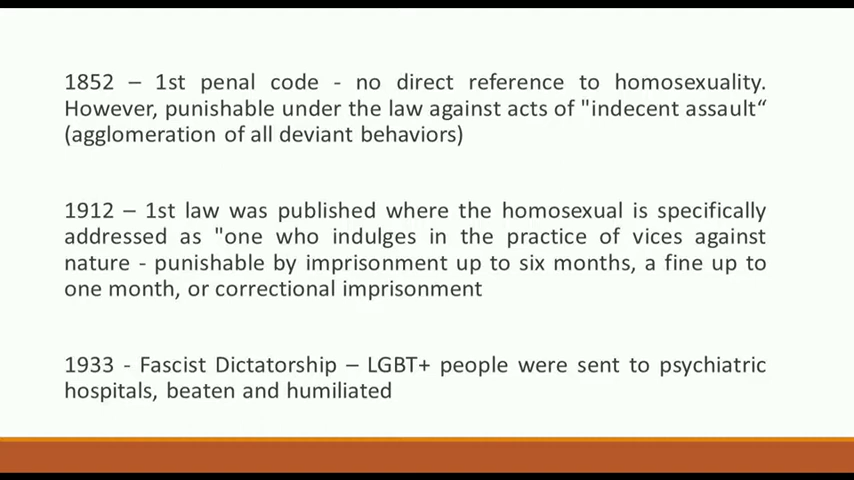 1852 – 1st penal code - no direct reference to homosexuality.
However, punishable under the law against acts of "indecent assault“
(agglomeration of all deviant behaviors)
1912 – 1st law was published where the homosexual is specifically
addressed as "one who indulges in the practice of vices against
nature - punishable by imprisonment up to six months, a fine up to
one month, or correctional imprisonment
1933 - Fascist Dictatorship – LGBT+ people were sent to psychiatric
hospitals, beaten and humiliated